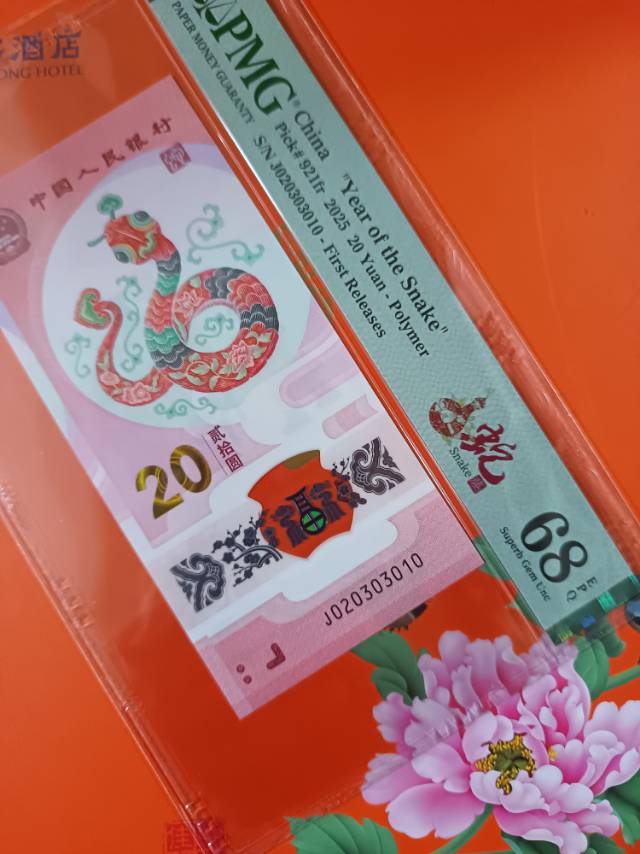 酒店
ONG HOTEL
PMG
PAPER MONEY GUARANTY
China
Pick# 921fr 2025 20 Yuan - Polymer
S/N J020303010 - First Releases
"Year of the Snake"
Snake
蛇
68
EPQ
Superb Gem Unc
中国人民银行
20
贰拾圆
J020303010